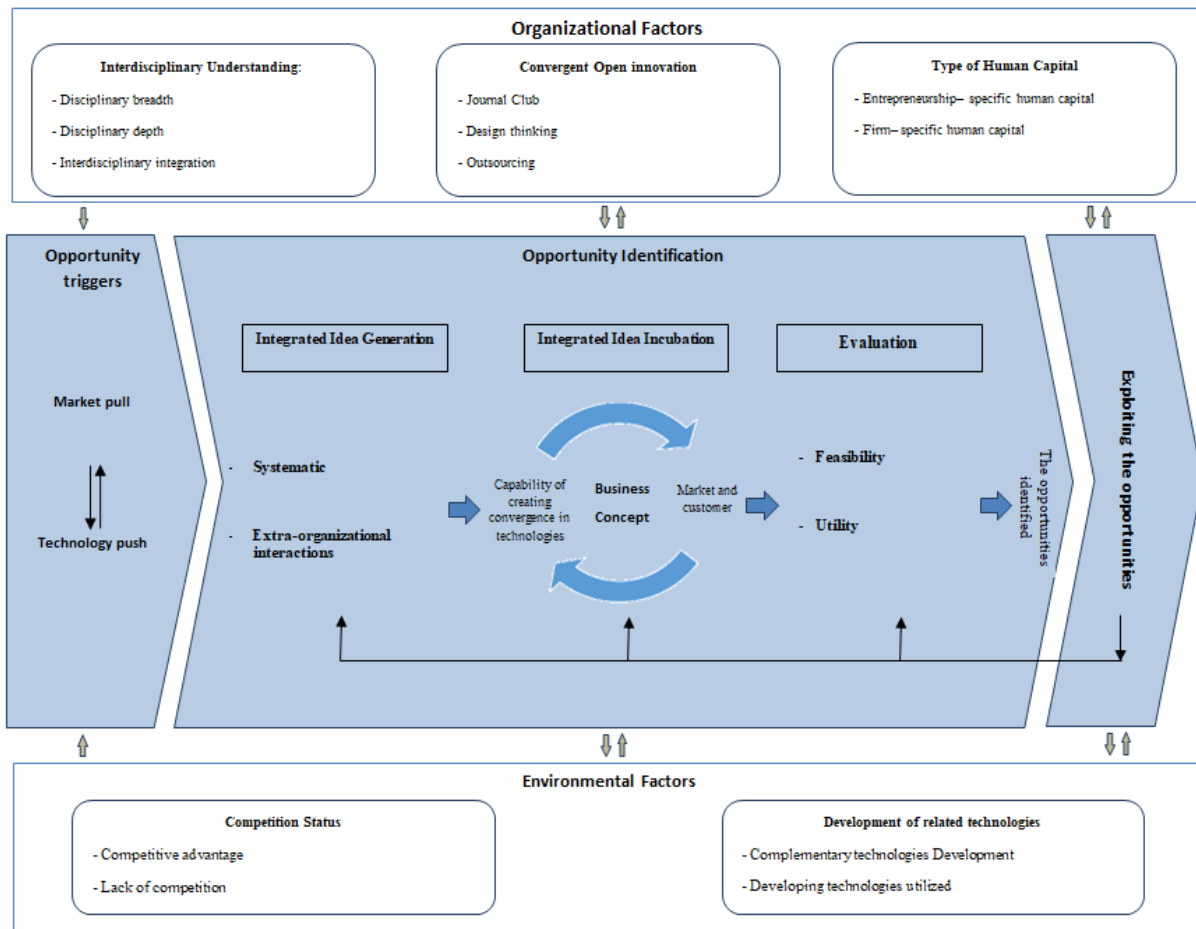 Organizational Factors
Interdisciplinary Understanding:
- Disciplinary breadth
- Disciplinary depth
- Interdisciplinary integration
Convergent Open innovation
- Journal Club
- Design thinking
- Outsourcing
Type of Human Capital
- Entrepreneurship– specific human capital
- Firm– specific human capital
Opportunity
triggers
Market pull
Technology push
Opportunity Identification
Integrated Idea Generation
- Systematic
- Extra-organizational
interactions
Integrated Idea Incubation
Capability of
creating
convergence in
technologies
Business
Concept
Market and
customer
Evaluation
- Feasibility
- Utility
The opportunities
identified
Exploiting the opportunities
Environmental Factors
Competition Status
- Competitive advantage
- Lack of competition
Development of related technologies
- Complementary technologies Development
- Developing technologies utilized